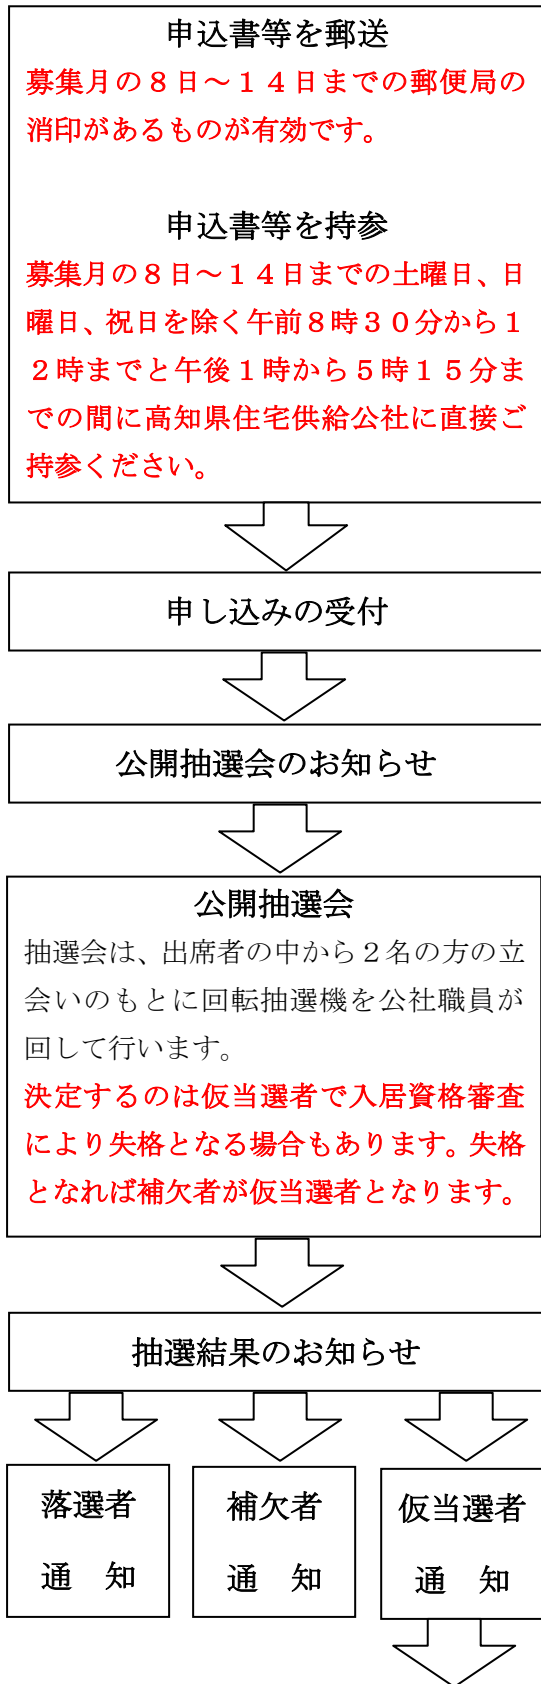 申込書等を郵送
募集月の８日～１４日までの郵便局の
消印があるものが有効です。
申込書等を持参
募集月の８日～１４日までの土曜日、日
曜日、祝日を除く午前８時３０分から１
２時までと午後１時から５時１５分ま
での間に高知県住宅供給公社に直接ご
持参ください。
申し込みの受付
公開抽選会のお知らせ
公開抽選会
抽選会は、出席者の中から２名の方の立
会いのもとに回転抽選機を公社職員が
回して行います。
決定するのは仮当選者で入居資格審査
により失格となる場合もあります。失格
となれば補欠者が仮当選者となります。
抽選結果のお知らせ
落選者
通　知
補欠者
通　知
仮当選者
通　知